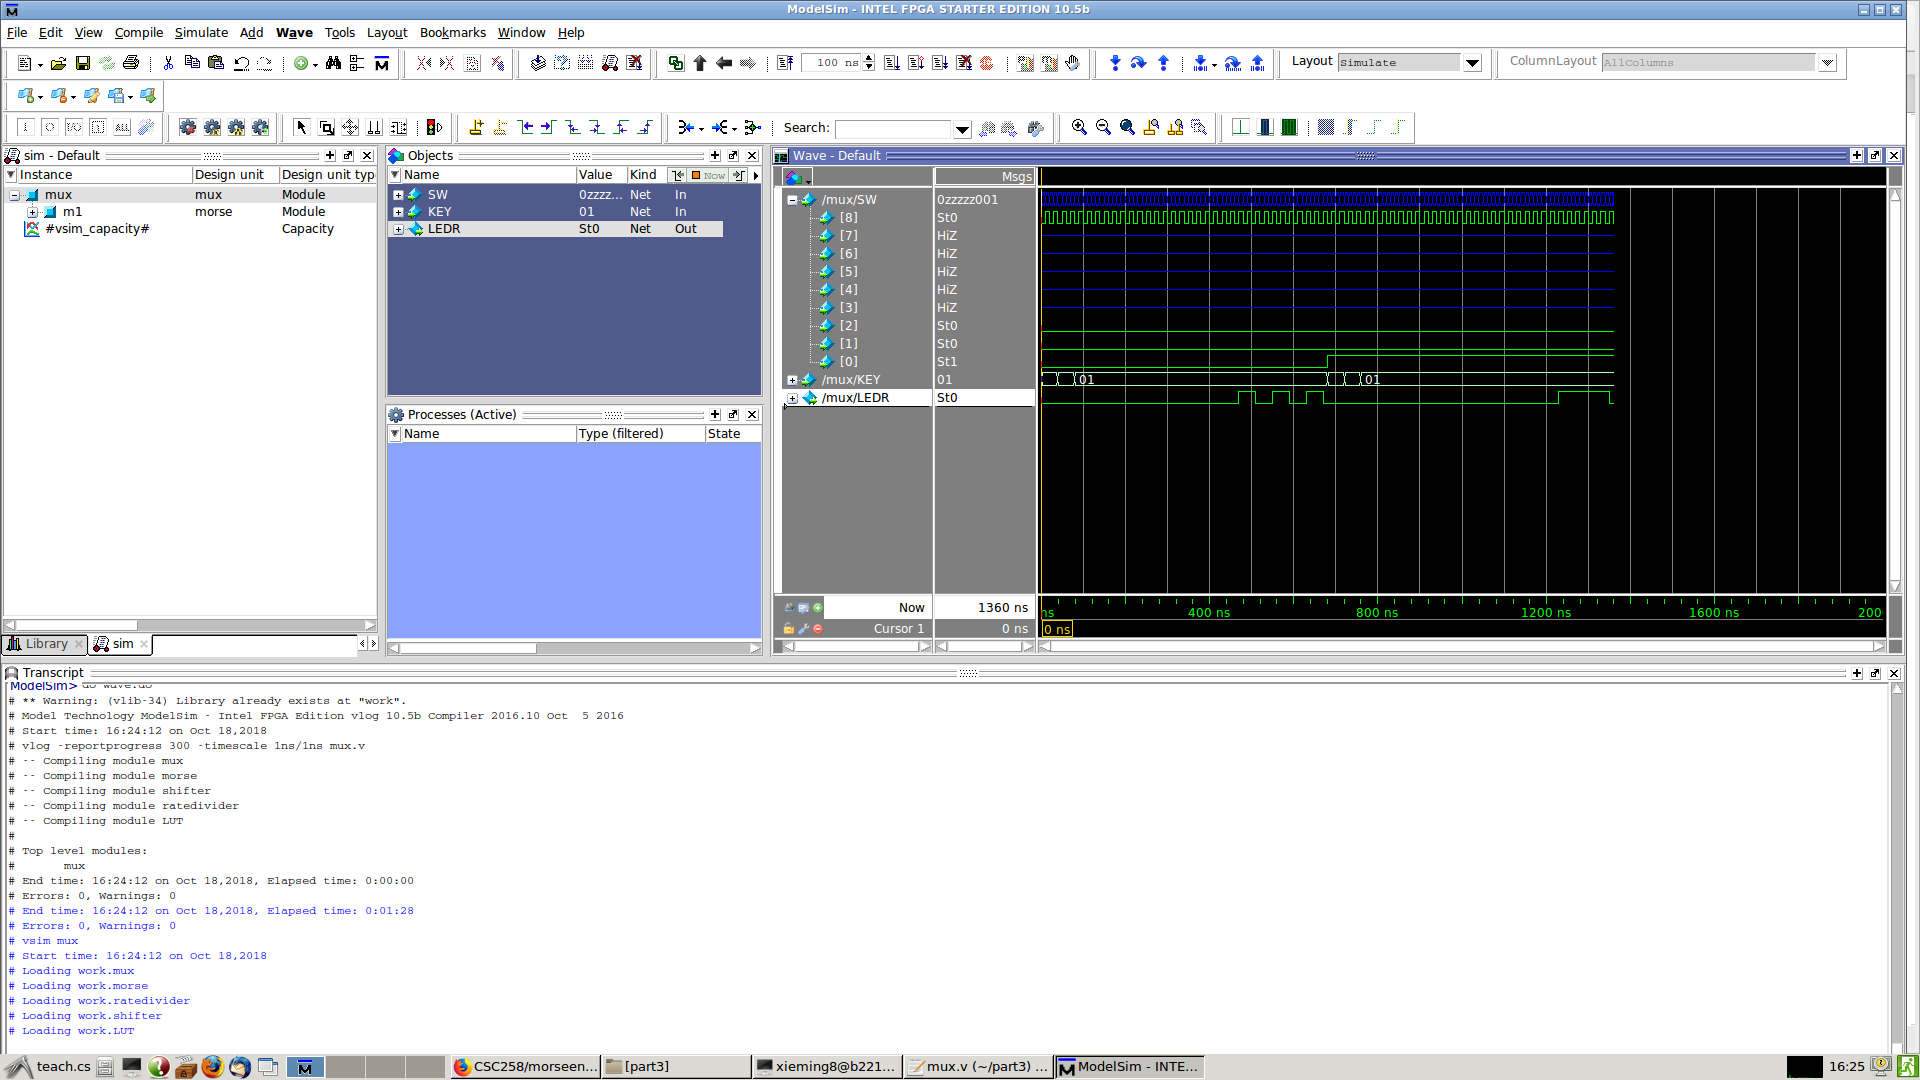 ModelSim - INTEL FPGA STARTER EDITION 10.5b
File Edit View Compile Simulate Add Wave Tools Layout Bookmarks Window Help
100 ns
Layout Simulate
ColumnLayout AllColumns
Search:
sim - Default
Instance Design unit Design unit typ
mux mux Module
m1 morse Module
#vsim_capacity# Capacity
Library sim
Objects
Name Value Kind Now
SW 0zzzz... Net In
KEY 01 Net In
LEDR St0 Net Out
Processes (Active)
Name Type (filtered) State
Wave - Default
Msgs
/mux/SW 0zzzzz001
[8] St0
[7] HiZ
[6] HiZ
[5] HiZ
[4] HiZ
[3] HiZ
[2] St0
[1] St0
[0] St1
/mux/KEY 01 01 01
/mux/LEDR St0
Now 1360 ns ns 400 ns 800 ns 1200 ns 1600 ns 200
Cursor 1 0 ns 0 ns
Transcript
ModelSim> do wave.do
# ** Warning: (vlib-34) Library already exists at "work".
# Model Technology ModelSim - Intel FPGA Edition vlog 10.5b Compiler 2016.10 Oct  5 2016
# Start time: 16:24:12 on Oct 18,2018
# vlog -reportprogress 300 -timescale 1ns/1ns mux.v
# -- Compiling module mux
# -- Compiling module morse
# -- Compiling module shifter
# -- Compiling module ratedivider
# -- Compiling module LUT
#
# Top level modules:
#       mux
# End time: 16:24:12 on Oct 18,2018, Elapsed time: 0:00:00
# Errors: 0, Warnings: 0
# End time: 16:24:12 on Oct 18,2018, Elapsed time: 0:01:28
# Errors: 0, Warnings: 0
# vsim mux
# Start time: 16:24:12 on Oct 18,2018
# Loading work.mux
# Loading work.morse
# Loading work.ratedivider
# Loading work.shifter
# Loading work.LUT
teach.cs CSC258/morseen... [part3] xieming8@b221... mux.v (~/part3) ... ModelSim - INTE... 16:25